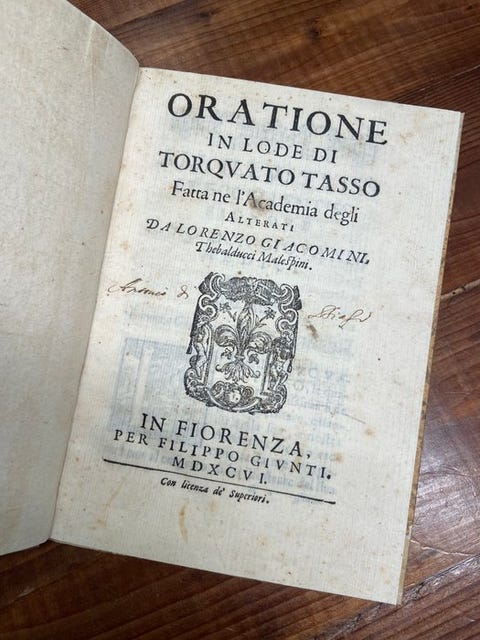 ORATIONE
IN LODE DI
TORQVATO TASSO
Fatta ne l'Academia degli
ALTERATI
DA LORENZO GIACOMINI,
Thebalducci Malespini.
IN FIORENZA,
PER FILIPPO GIVNTI.
MDXCVI.
Con licenza de' Superiori.